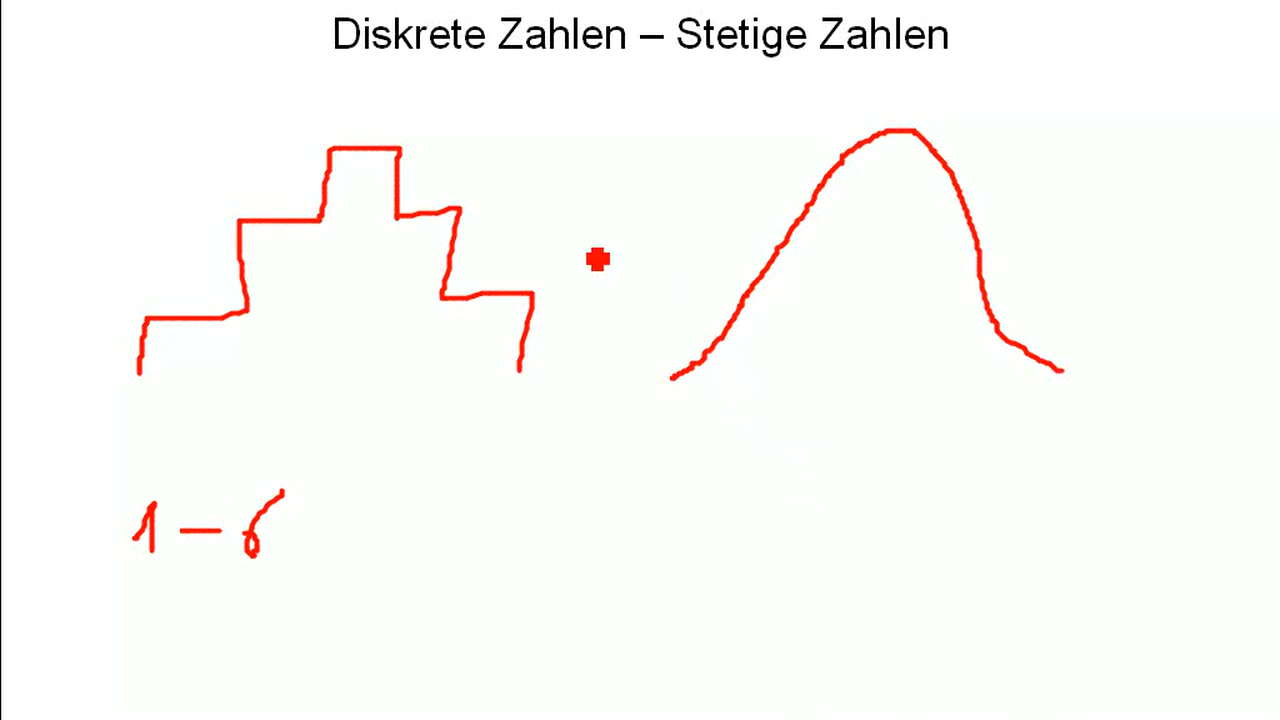 Diskrete Zahlen – Stetige Zahlen
1 – 6